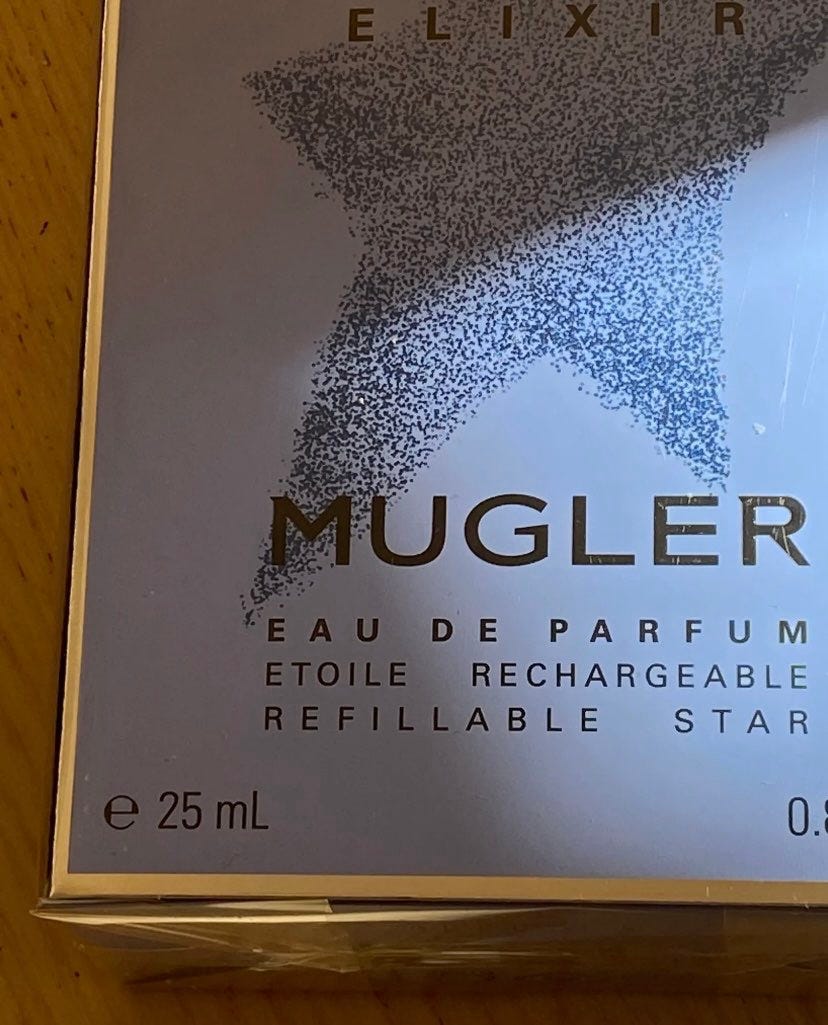 ELIXIR
MUGLER
EAU DE PARFUM
ETOILE RECHARGEABLE
REFILLABLE STAR
e 25 mL